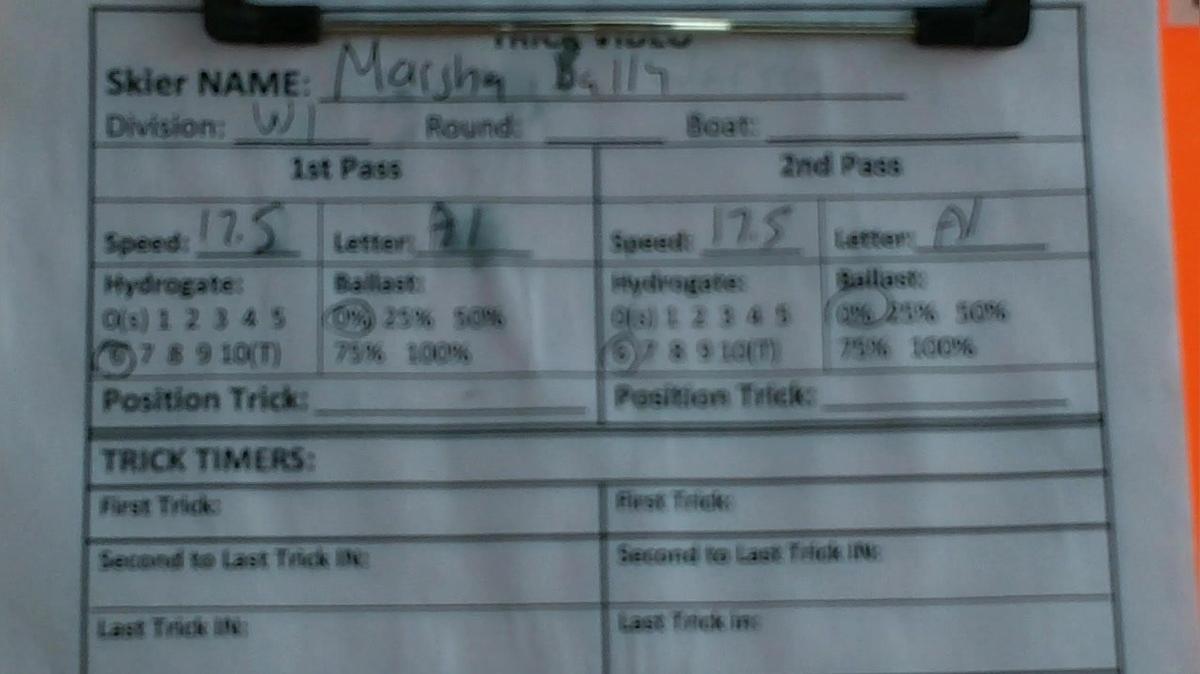 TRICK VIDEO
Skier NAME: Marsha
Division: W1 Round: Boat:
1st Pass 2nd Pass
Speed: 17.5 Letter: A1 Speed: 17.5 Letter: A1
Hydrogate: Ballast: Hydrogate: Ballast:
0(s) 1 2 3 4 5 0% 25% 50% 0(s) 1 2 3 4 5 0% 25% 50%
6 7 8 9 10(T) 75% 100% 6 7 8 9 10(T) 75% 100%
Position Trick: Position Trick:
TRICK TIMERS:
First Trick: First Trick:
Second to Last Trick IN: Second to Last Trick IN:
Last Trick IN: Last Trick in: